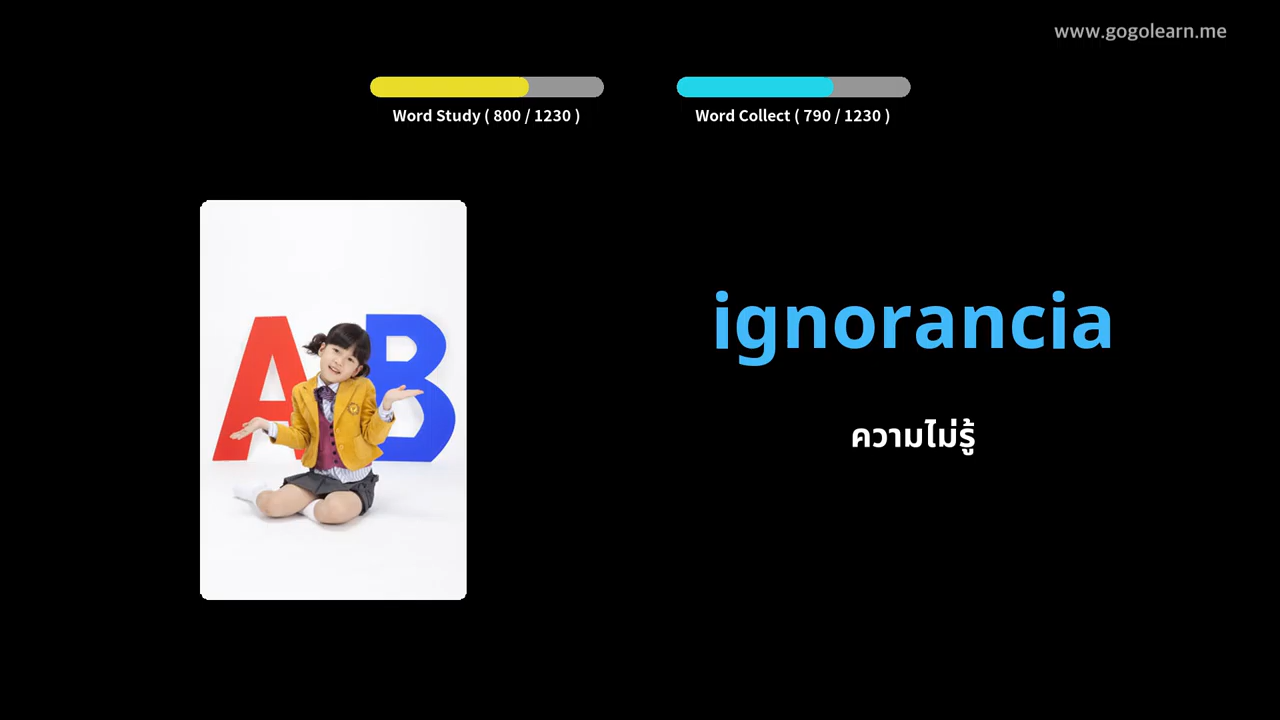 www.gogolearn.me
Word Study ( 800 / 1230 )
Word Collect ( 790 / 1230 )
A B
ignorancia
ความไม่รู้